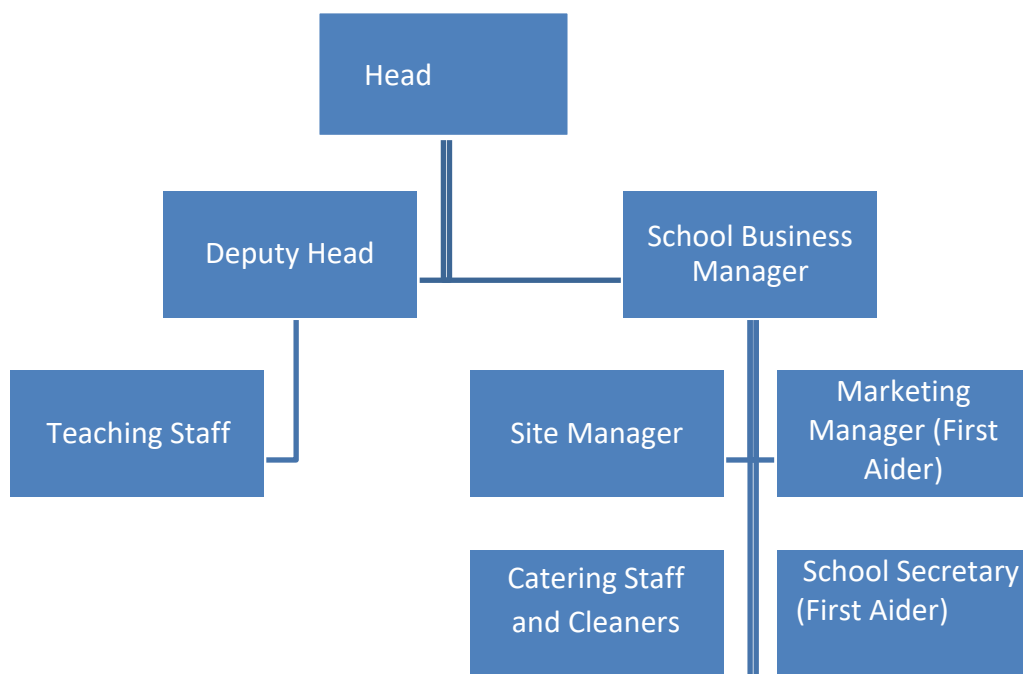 Head
Deputy Head
School Business
Manager
Teaching Staff
Site Manager
Marketing
Manager (First
Aider)
Catering Staff
and Cleaners
School Secretary
(First Aider)